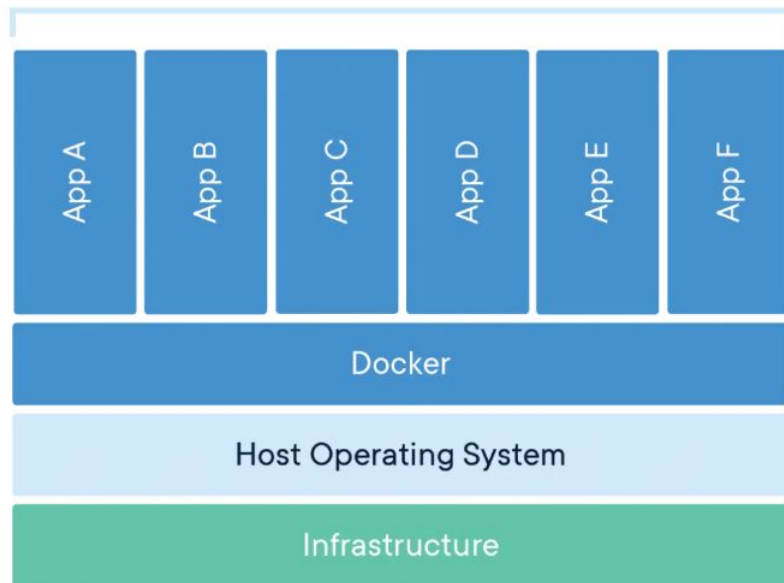 App A
App B
App C
App D
App E
App F
Docker
Host Operating System
Infrastructure